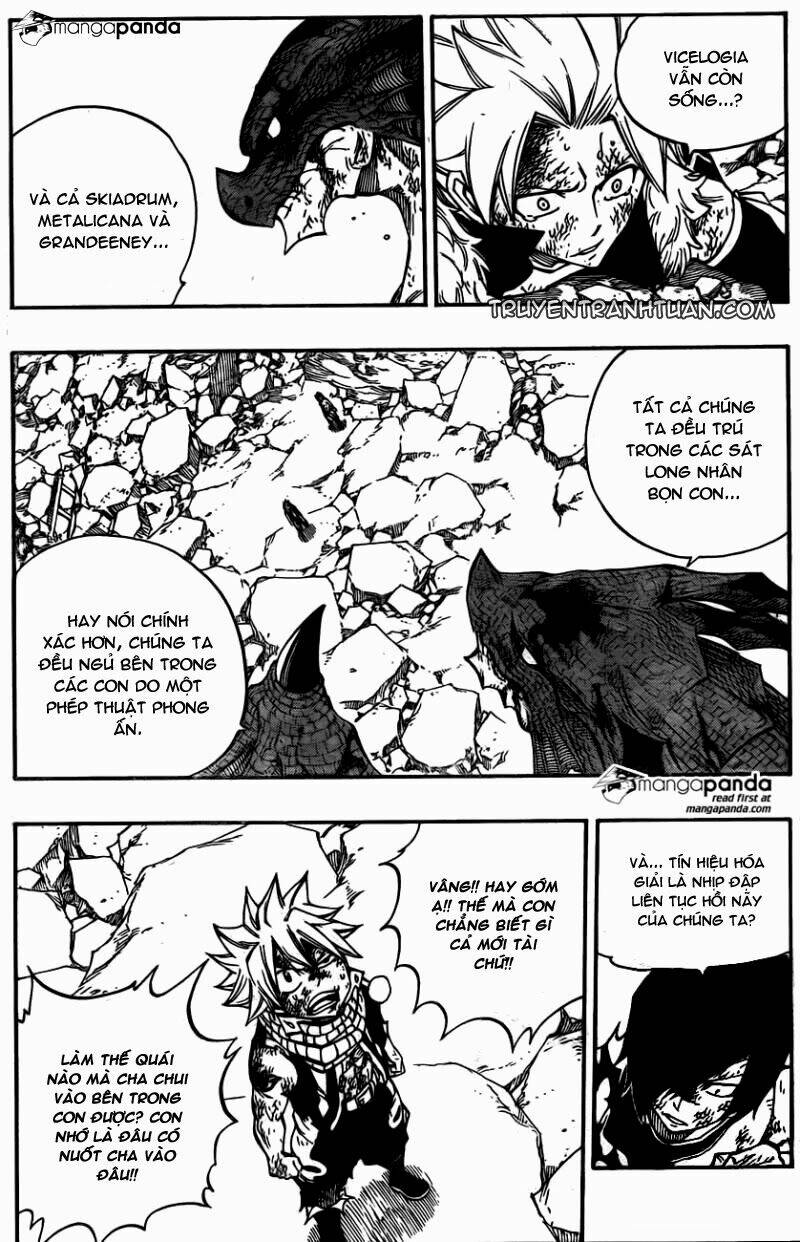 mangapanda
VICELOGIA
VẪN CÒN
SỐNG...?
VÀ CẢ SKIADRUM,
METALICANA VÀ
GRANDEENEY...
TRUYENTRANHTUAN.COM
TẤT CẢ CHÚNG
TA ĐỀU TRÚ
TRONG CÁC SÁT
LONG NHÂN
BỌN CON...
HAY NÓI CHÍNH
XÁC HƠN, CHÚNG TA
ĐỀU NGỦ BÊN TRONG
CÁC CON DO MỘT
PHÉP THUẬT PHONG
ẤN.
mangapanda
read first at
mangapanda.com
VÀ... TÍN HIỆU HÓA
GIẢI LÀ NHỊP ĐẬP
LIÊN TỤC HỒI NÃY
CỦA CHÚNG TA?
VÂNG!! HAY GỚM
Ạ!! THẾ MÀ CON
CHẲNG BIẾT GÌ
CẢ MỚI TÀI
CHỨ!!
LÀM THẾ QUÁI
NÀO MÀ CHA CHUI
VÀO BÊN TRONG
CON ĐƯỢC? CON
NHỚ LÀ ĐÂU CÓ
NUỐT CHA VÀO
ĐÂU!!